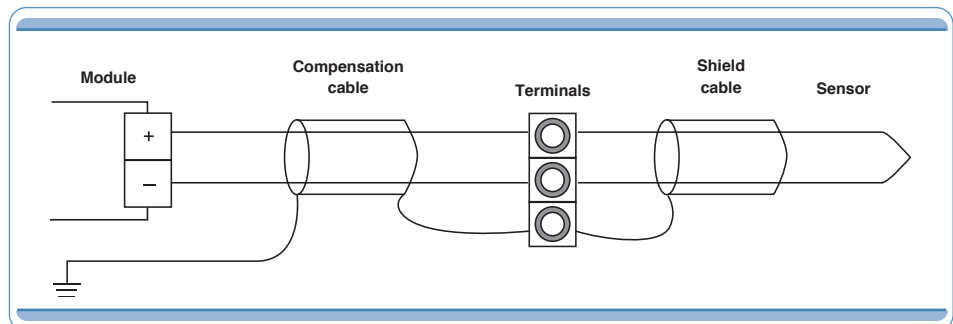 Module
Compensation
cable
Terminals
Shield
cable
Sensor
+
−